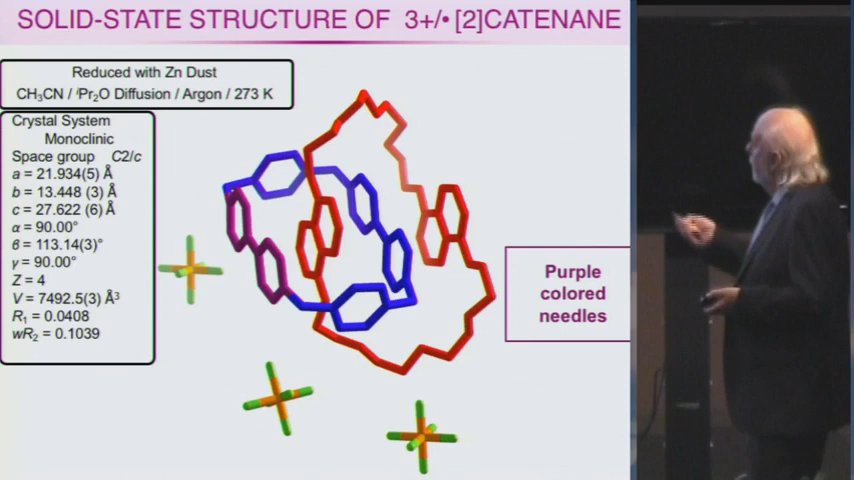 SOLID-STATE STRUCTURE OF 3+/• [2]CATENANE
Reduced with Zn Dust
CH₃CN / ⁱPr₂O Diffusion / Argon / 273 K
Crystal System
Monoclinic
Space group C2/c
a = 21.934(5) Å
b = 13.448 (3) Å
c = 27.622 (6) Å
α = 90.00°
β = 113.14(3)°
γ = 90.00°
Z = 4
V = 7492.5(3) Å³
R₁ = 0.0408
wR₂ = 0.1039
Purple
colored
needles